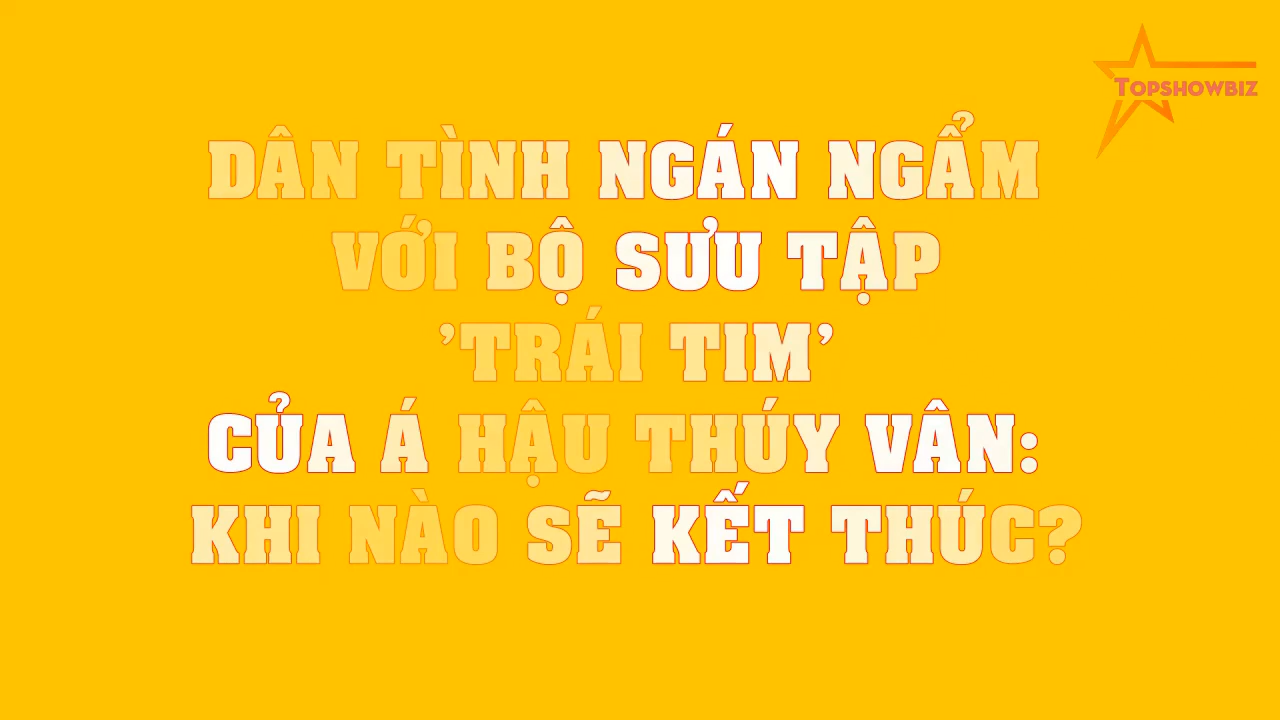 TOPSHOWBIZ
DÂN TÌNH NGÁN NGẨM
VỚI BỘ SƯU TẬP
’TRÁI TIM’
CỦA Á HẬU THÚY VÂN:
KHI NÀO SẼ KẾT THÚC?